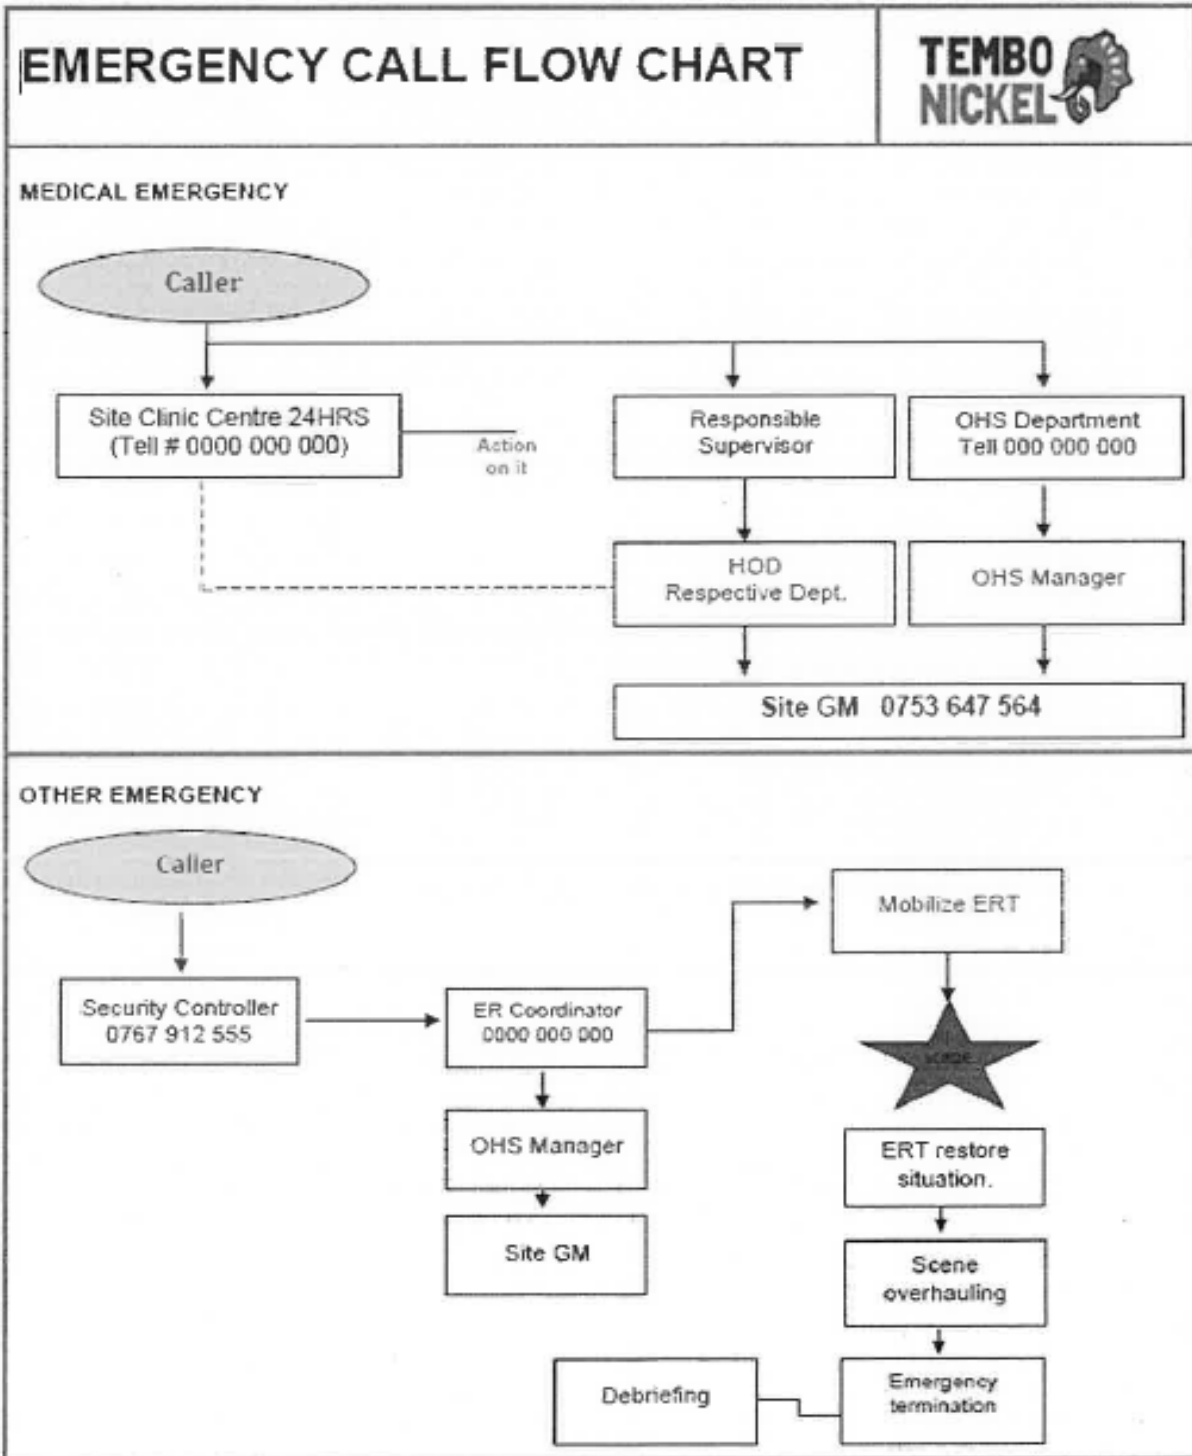 EMERGENCY CALL FLOW CHART
TEMBO
NICKEL
MEDICAL EMERGENCY
Caller
Site Clinic Centre 24HRS
(Tell # 0000 000 000)
Action
on it
Responsible
Supervisor
OHS Department
Tell 000 000 000
HOD
Respective Dept.
OHS Manager
Site GM 0753 647 564
OTHER EMERGENCY
Caller
Security Controller
0767 912 555
ER Coordinator
0000 000 000
Mobilize ERT
OHS Manager
Site GM
ERT restore
situation.
Scene
overhauling
Emergency
termination
Debriefing